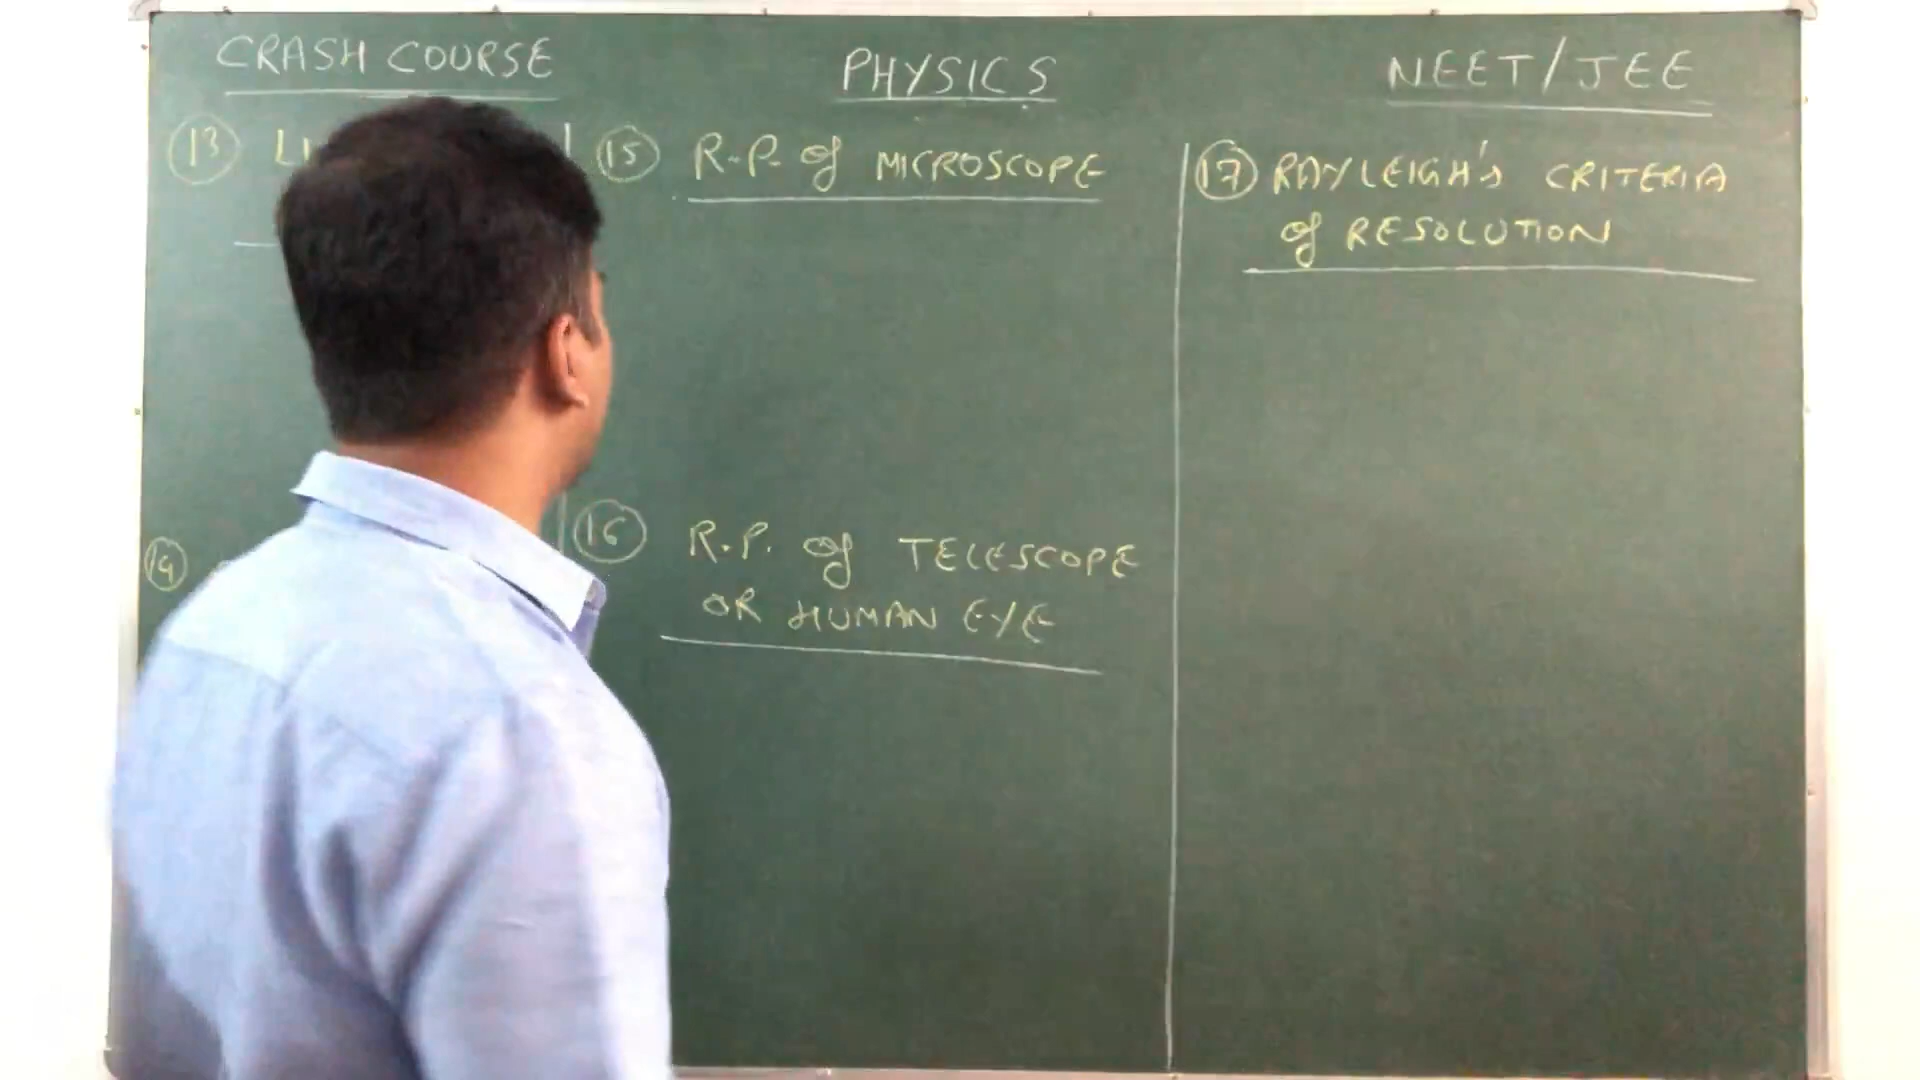 CRASH COURSE
PHYSICS
NEET/JEE
13
15 R.P. of MICROSCOPE
16 R.P. of TELESCOPE
OR HUMAN EYE
17 RAYLEIGH'S CRITERIA
of RESOLUTION